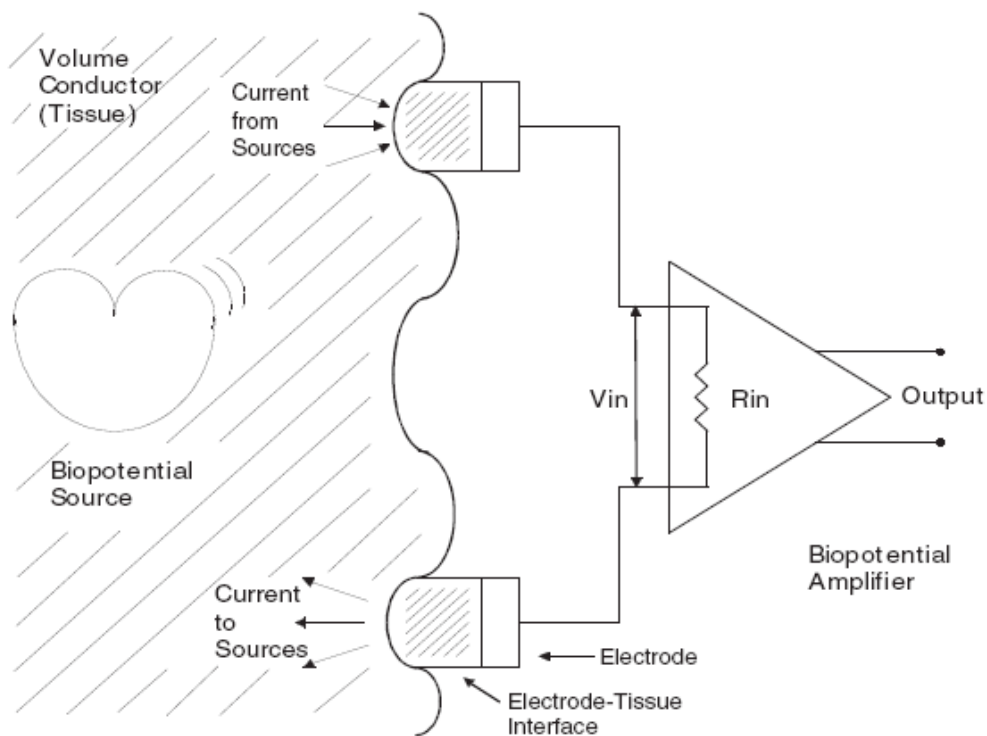 Volume
Conductor
(Tissue)
Current
from
Sources
Vin
Rin
Output
Biopotential
Source
Biopotential
Amplifier
Current
to
Sources
Electrode
Electrode-Tissue
Interface